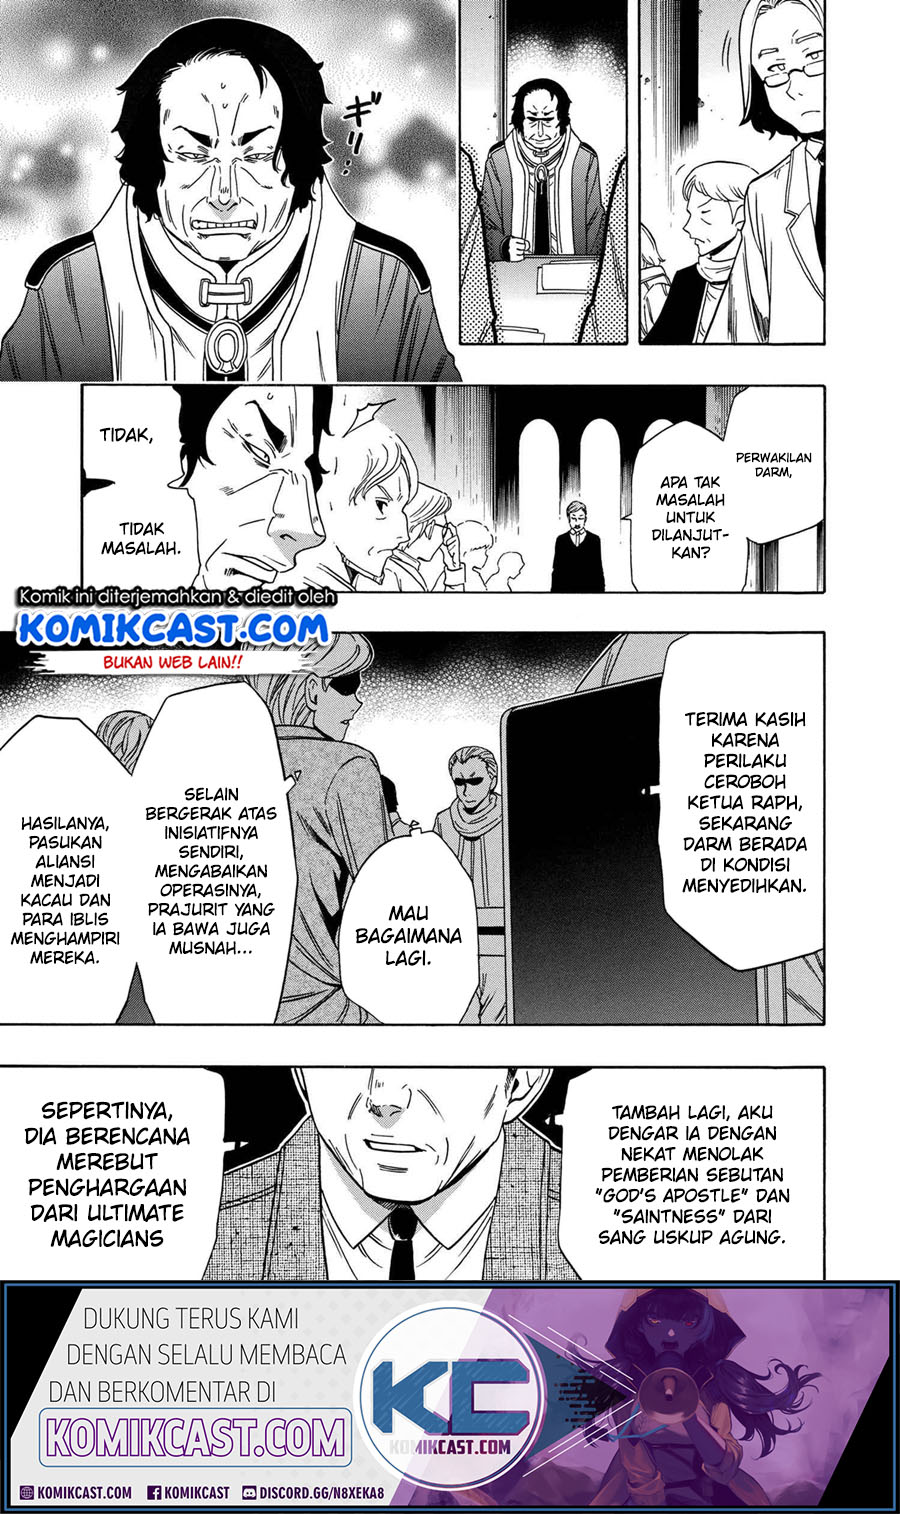 ギリ…
PERWAKILAN
DARM,
APA TAK
MASALAH
UNTUK
DILANJUT-
KAN?
TIDAK,
TIDAK
MASALAH.
Komik ini diterjemahkan & diedit oleh
KOMIKCAST.COM
BUKAN WEB LAIN!!
TERIMA KASIH
KARENA
PERILAKU
CEROBOH
KETUA RAPH,
SEKARANG
DARM BERADA
DI KONDISI
MENYEDIHKAN.
MAU
BAGAIMANA
LAGI.
SELAIN
BERGERAK ATAS
INISIATIFNYA
SENDIRI,
MENGABAIKAN
OPERASINYA,
PRAJURIT YANG
IA BAWA JUGA
MUSNAH...
HASILANYA,
PASUKAN
ALIANSI
MENJADI
KACAU DAN
PARA IBLIS
MENGHAMPIRI
MEREKA.
TAMBAH LAGI, AKU
DENGAR IA DENGAN
NEKAT MENOLAK
PEMBERIAN SEBUTAN
"GOD'S APOSTLE" DAN
"SAINTNESS" DARI
SANG USKUP AGUNG.
SEPERTINYA,
DIA BERENCANA
MEREBUT
PENGHARGAAN
DARI ULTIMATE
MAGICIANS
DUKUNG TERUS KAMI
DENGAN SELALU MEMBACA
DAN BERKOMENTAR DI
KOMIKCAST.COM
KC
KOMIKCAST.COM
KOMIKCAST.COM KOMIKCAST DISCORD.GG/N8XEKA8